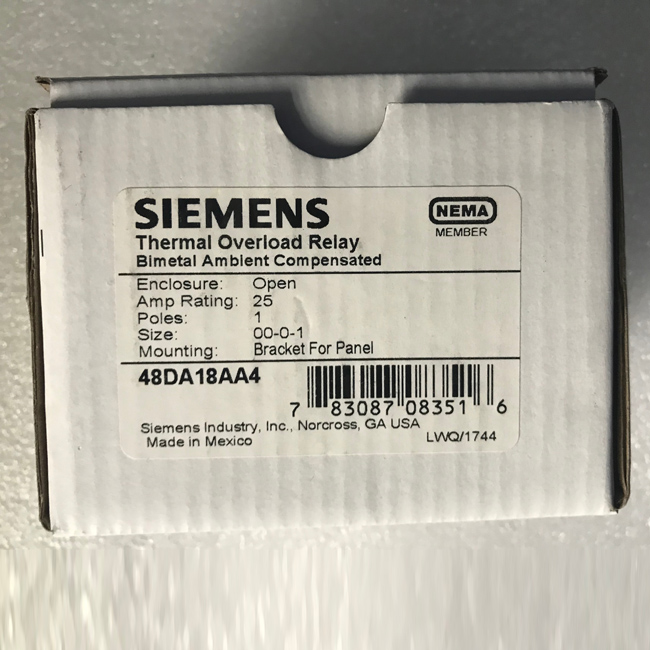 SIEMENS
NEMA
MEMBER
Thermal Overload Relay
Bimetal Ambient Compensated
Enclosure: Open
Amp Rating: 25
Poles: 1
Size: 00-0-1
Mounting: Bracket For Panel
48DA18AA4
7 83087 08351 6
Siemens Industry, Inc., Norcross, GA USA
Made in Mexico
LWQ/1744